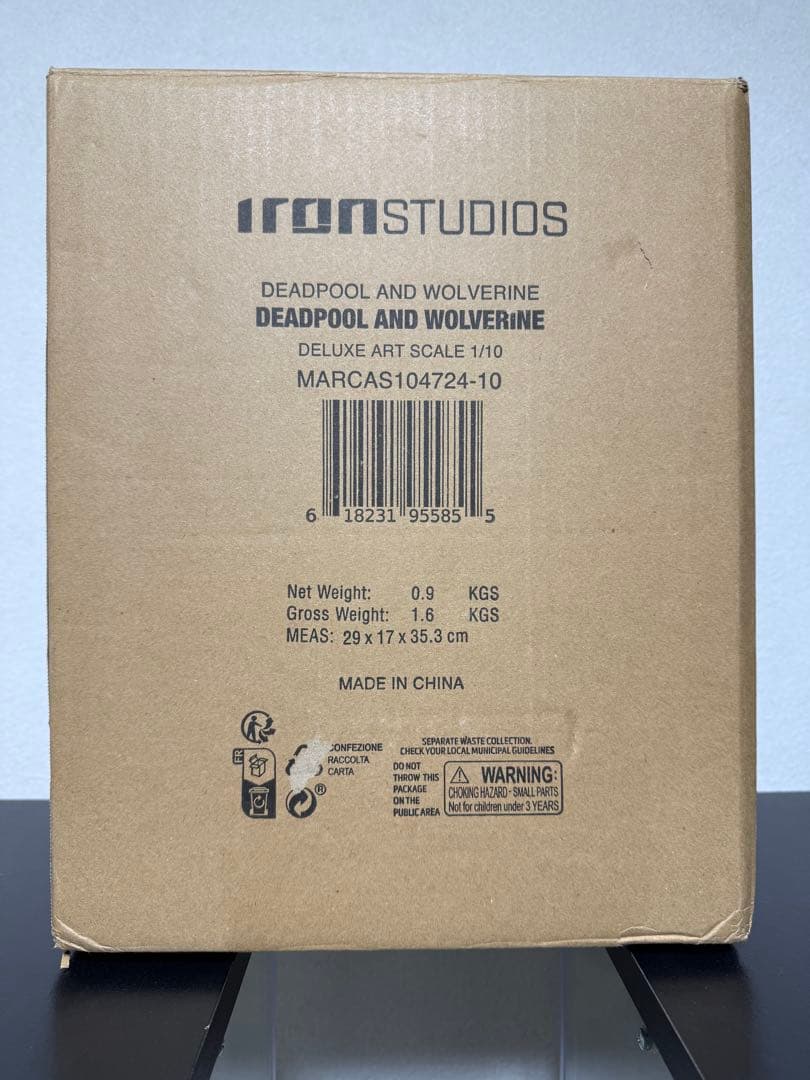 IRON STUDIOS
DEADPOOL AND WOLVERINE
DEADPOOL AND WOLVERiNE
DELUXE ART SCALE 1/10
MARCAS104724-10
6 18231 95585 5
Net Weight: 0.9 KGS
Gross Weight: 1.6 KGS
MEAS: 29 x 17 x 35.3 cm
MADE IN CHINA
FR
CONFEZIONE
RACCOLTA
CARTA
®
SEPARATE WASTE COLLECTION.
CHECK YOUR LOCAL MUNICIPAL GUIDELINES
DO NOT
THROW THIS
PACKAGE
ON THE
PUBLIC AREA
WARNING:
CHOKING HAZARD - SMALL PARTS
Not for children under 3 YEARS